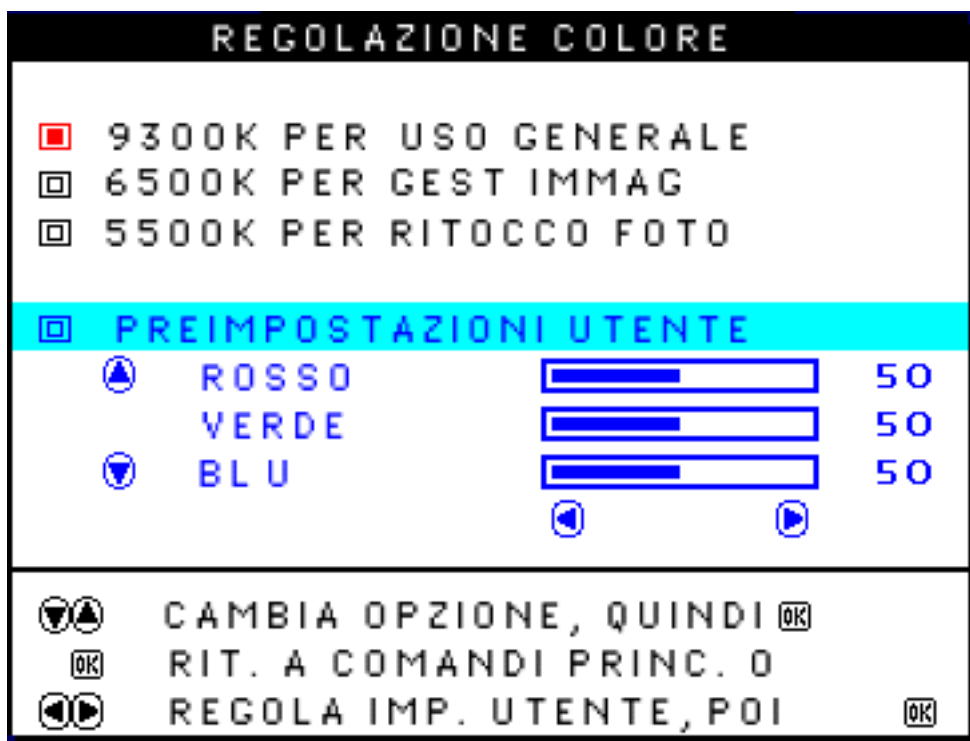 REGOLAZIONE COLORE
9300K PER USO GENERALE
6500K PER GEST IMMAG
5500K PER RITOCCO FOTO
PREIMPOSTAZIONI UTENTE
ROSSO 50
VERDE 50
BLU 50
CAMBIA OPZIONE, QUINDI OK
OK RIT. A COMANDI PRINC. O
REGOLA IMP. UTENTE, POI OK